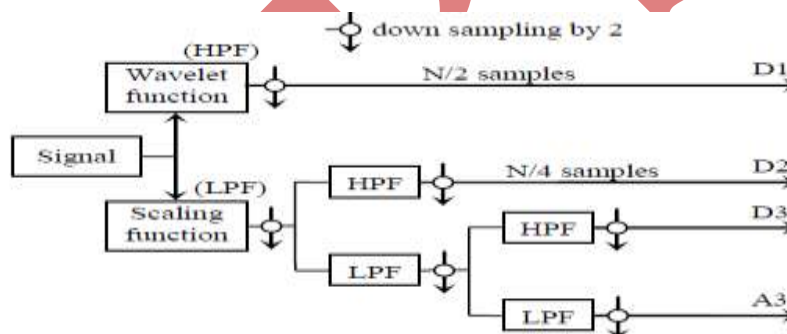 down sampling by 2
(HPF)
Wavelet
function
N/2 samples
D1
Signal
(LPF)
Scaling
function
HPF
N/4 samples
D2
HPF
D3
LPF
LPF
A3